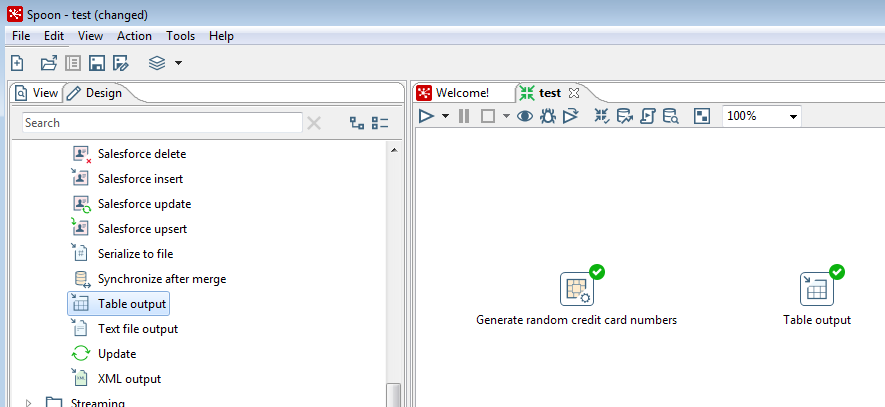 Spoon - test (changed)
File Edit View Action Tools Help
View Design
Welcome! test
Search
100%
Salesforce delete
Salesforce insert
Salesforce update
Salesforce upsert
Serialize to file
Synchronize after merge
Table output
Text file output
Update
XML output
Streaming
Generate random credit card numbers
Table output